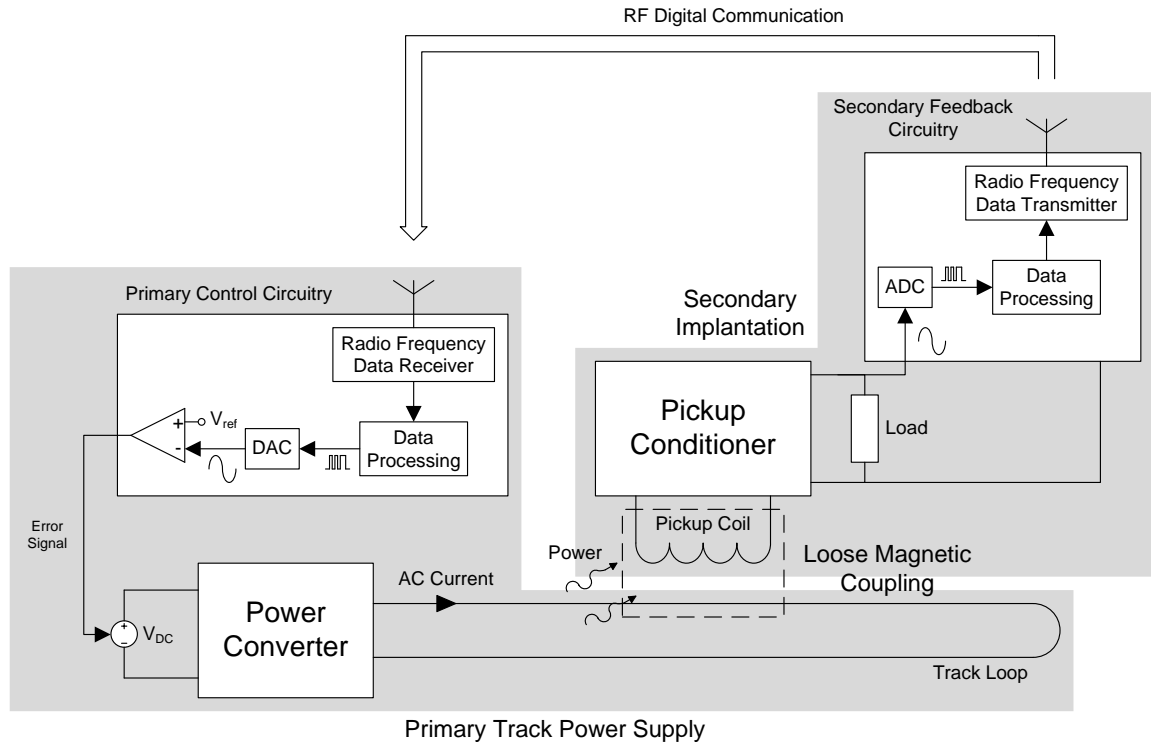 RF Digital Communication
Secondary Feedback
Circuitry
Radio Frequency
Data Transmitter
ADC
Data
Processing
Primary Control Circuitry
Radio Frequency
Data Receiver
Secondary
Implantation
+
Vref
-
DAC
Data
Processing
Pickup
Conditioner
Load
Error
Signal
Pickup Coil
Power
Loose Magnetic
Coupling
AC Current
Power
Converter
+
−
VDC
Track Loop
Primary Track Power Supply